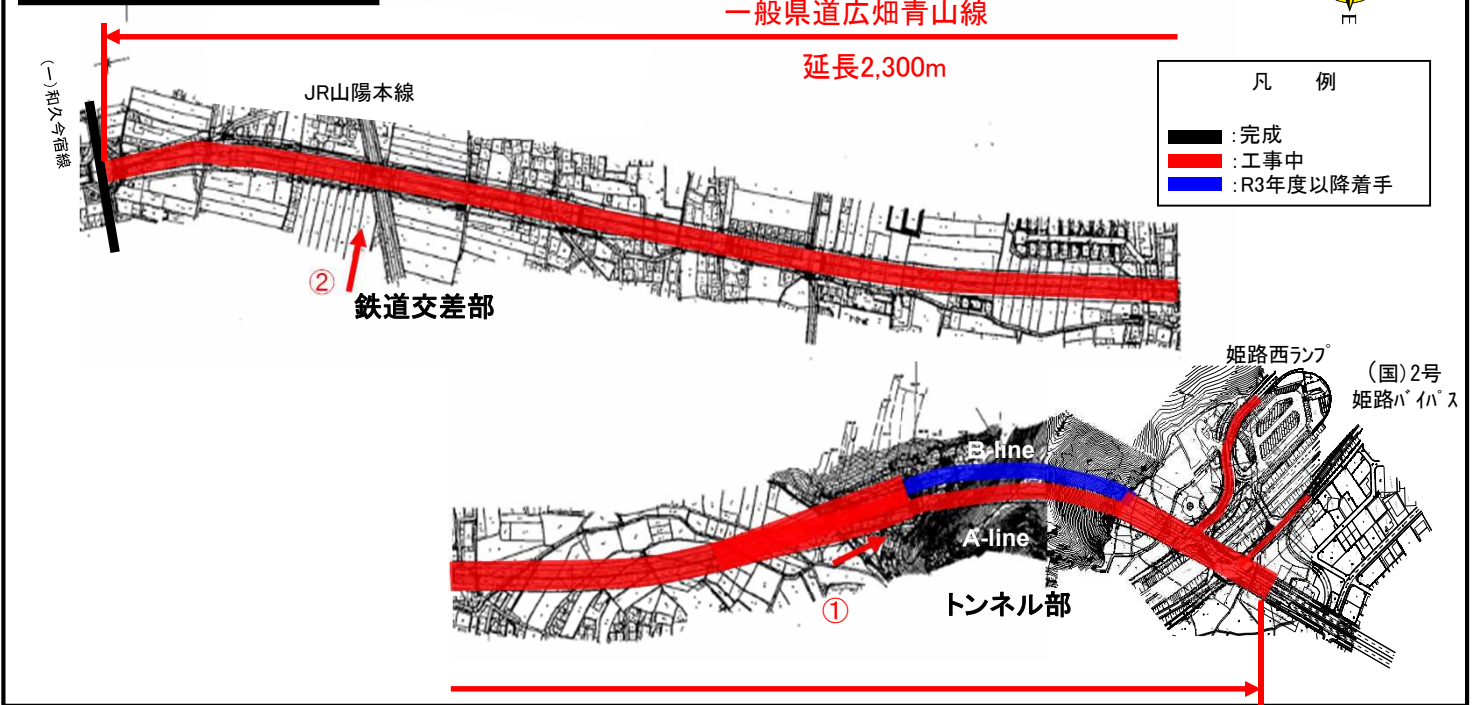 一般県道広畑青山線
E
延長2,300m
(一)和久今宿線
JR山陽本線
凡　例
:完成
:工事中
:R3年度以降着手
②
鉄道交差部
姫路西ランプ
(国)2号
姫路バイパス
B-line
A-line
①
トンネル部